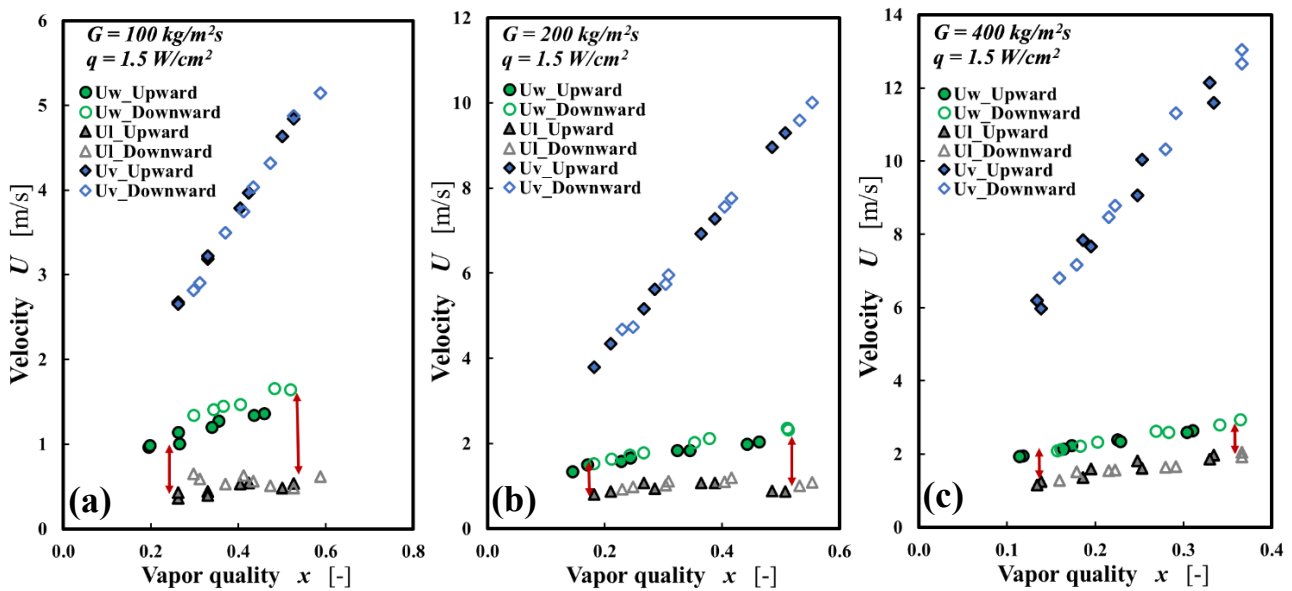 G = 100 kg/m²s
q = 1.5 W/cm²
Uw_Upward
Uw_Downward
Ul_Upward
Ul_Downward
Uv_Upward
Uv_Downward
(a)
Velocity U [m/s]
6
5
4
3
2
1
0
0.0 0.2 0.4 0.6 0.8
Vapor quality x [-]
G = 200 kg/m²s
q = 1.5 W/cm²
Uw_Upward
Uw_Downward
Ul_Upward
Ul_Downward
Uv_Upward
Uv_Downward
(b)
Velocity U [m/s]
12
10
8
6
4
2
0
0.0 0.2 0.4 0.6
Vapor quality x [-]
G = 400 kg/m²s
q = 1.5 W/cm²
Uw_Upward
Uw_Downward
Ul_Upward
Ul_Downward
Uv_Upward
Uv_Downward
(c)
Velocity U [m/s]
14
12
10
8
6
4
2
0
0.0 0.1 0.2 0.3 0.4
Vapor quality x [-]